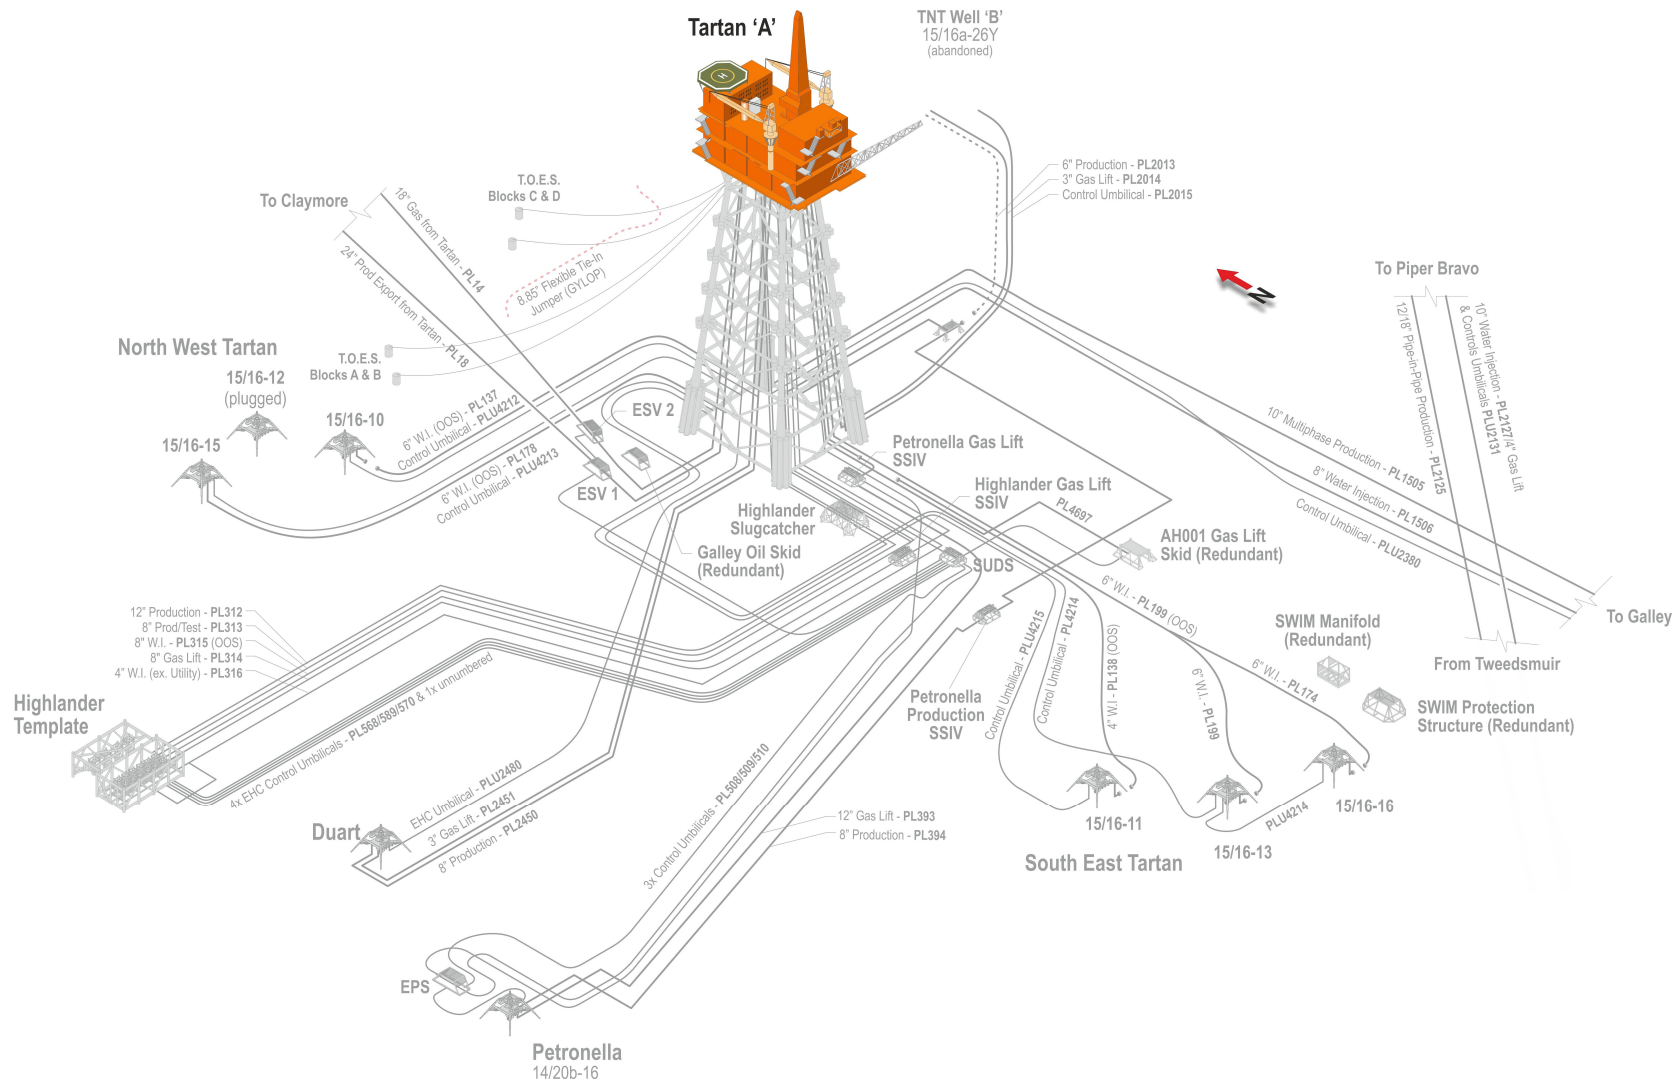 Tartan ‘A’
TNT Well ‘B’
15/16a-26Y
(abandoned)
6" Production - PL2013
3" Gas Lift - PL2014
Control Umbilical - PL2015
To Claymore
18" Gas from Tartan - PL14
24" Prod Export from Tartan - PL18
T.O.E.S.
Blocks C & D
8.85" Flexible Tie-In
Jumper (GYLOP)
T.O.E.S.
Blocks A & B
H
N
To Piper Bravo
12/18" Pipe-in-Pipe Production - PL2125
10" Water Injection - PL2127/4" Gas Lift
& Controls Umbilicals PLU2131
North West Tartan
15/16-12
(plugged)
15/16-10
15/16-15
6" W.I. (OOS) - PL137
Control Umbilical - PLU4212
6" W.I. (OOS) - PL178
Control Umbilical - PLU4213
ESV 2
ESV 1
Galley Oil Skid
(Redundant)
Petronella Gas Lift
SSIV
Highlander Gas Lift
SSIV
Highlander
Slugcatcher
SUDS
PL4697
AH001 Gas Lift
Skid (Redundant)
10" Multiphase Production - PL1505
8" Water Injection - PL1506
Control Umbilical - PLU2380
To Galley
From Tweedsmuir
12" Production - PL312
8" Prod/Test - PL313
8" W.I. - PL315 (OOS)
8" Gas Lift - PL314
4" W.I. (ex. Utility) - PL316
Highlander
Template
4x EHC Control Umbilicals - PL568/589/570 & 1x unnumbered
Petronella
Production
SSIV
Control Umbilical - PLU4215
Control Umbilical - PL4214
4" W.I - PL138 (OOS)
6" W.I. - PL199 (OOS)
6" W.I. - PL199
6" W.I. - PL174
SWIM Manifold
(Redundant)
SWIM Protection
Structure (Redundant)
Duart
EHC Umbilical - PLU2480
3" Gas Lift - PL2451
8" Production - PL2450
3x Control Umbilicals - PL508/509/510
12" Gas Lift - PL393
8" Production - PL394
15/16-11
15/16-13
15/16-16
PLU4214
South East Tartan
EPS
Petronella
14/20b-16